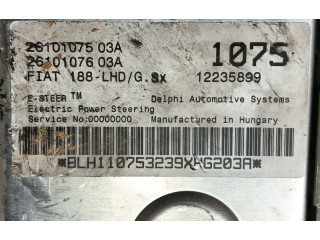 26101075 03A 1075
26101076 03A
FIAT 188-LHD/G.8x 12235899
E-STEER™ Delphi Automotive Systems
Electric Power Steering
Service No:00000000 Manufactured in Hungary
*BLH110753239XHG203A*